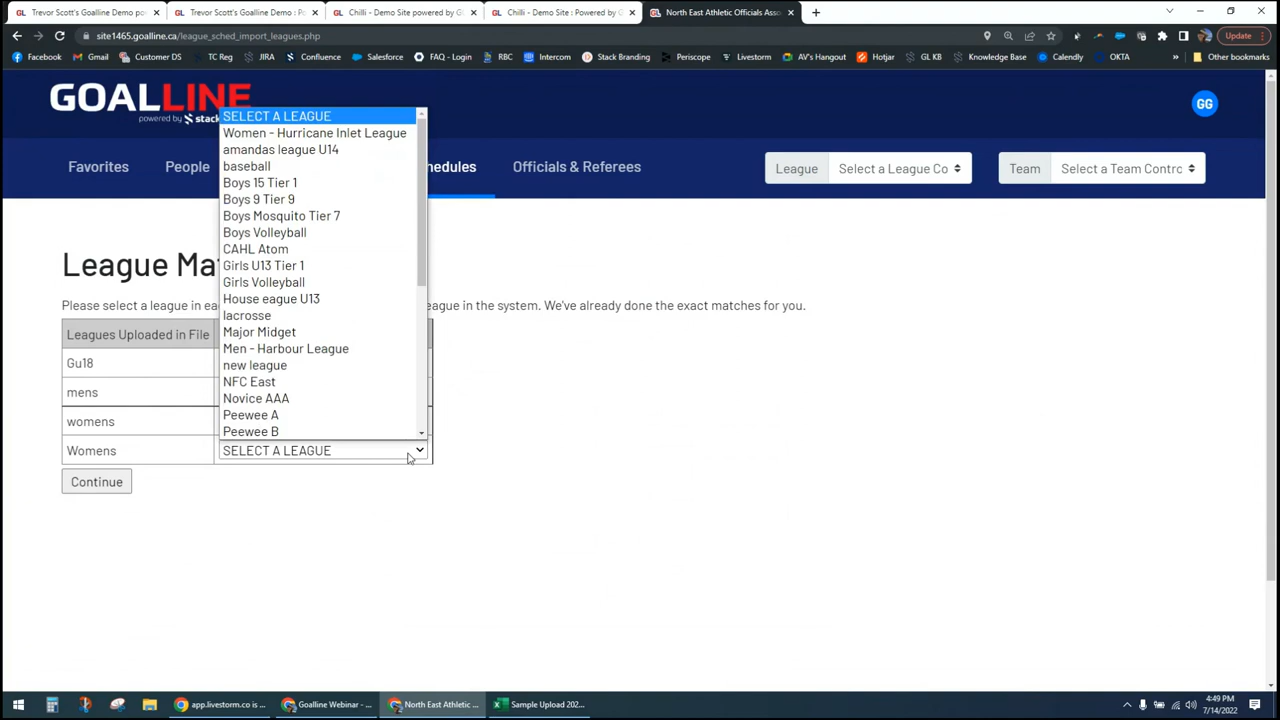 Trevor Scott's Goalline Demo po
Trevor Scott's Goalline Demo : Po
Chilli - Demo Site powered by G
Chilli - Demo Site : Powered by G
North East Athletic Officials Asso
site1465.goalline.ca/league_sched_import_leagues.php
Update
Facebook
Gmail
Customer DS
TC Reg
JIRA
Confluence
Salesforce
FAQ - Login
RBC
Intercom
Stack Branding
Periscope
Livestorm
AV's Hangout
Hotjar
GL KB
Knowledge Base
Calendly
OKTA
Other bookmarks
GOALLINE
powered by stack
GG
Favorites
People
hedules
Officials & Referees
League
Select a League Co
Team
Select a Team Contrc
League Ma
Please select a league in ea
eague in the system. We've already done the exact matches for you.
Leagues Uploaded in File
Gu18
mens
womens
Womens
SELECT A LEAGUE
Women - Hurricane Inlet League
amandas league U14
baseball
Boys 15 Tier 1
Boys 9 Tier 9
Boys Mosquito Tier 7
Boys Volleyball
CAHL Atom
Girls U13 Tier 1
Girls Volleyball
House eague U13
lacrosse
Major Midget
Men - Harbour League
new league
NFC East
Novice AAA
Peewee A
Peewee B
SELECT A LEAGUE
Continue
app.livestorm.co is ...
Goalline Webinar - ...
North East Athletic ...
Sample Upload 202...
4:49 PM
7/14/2022